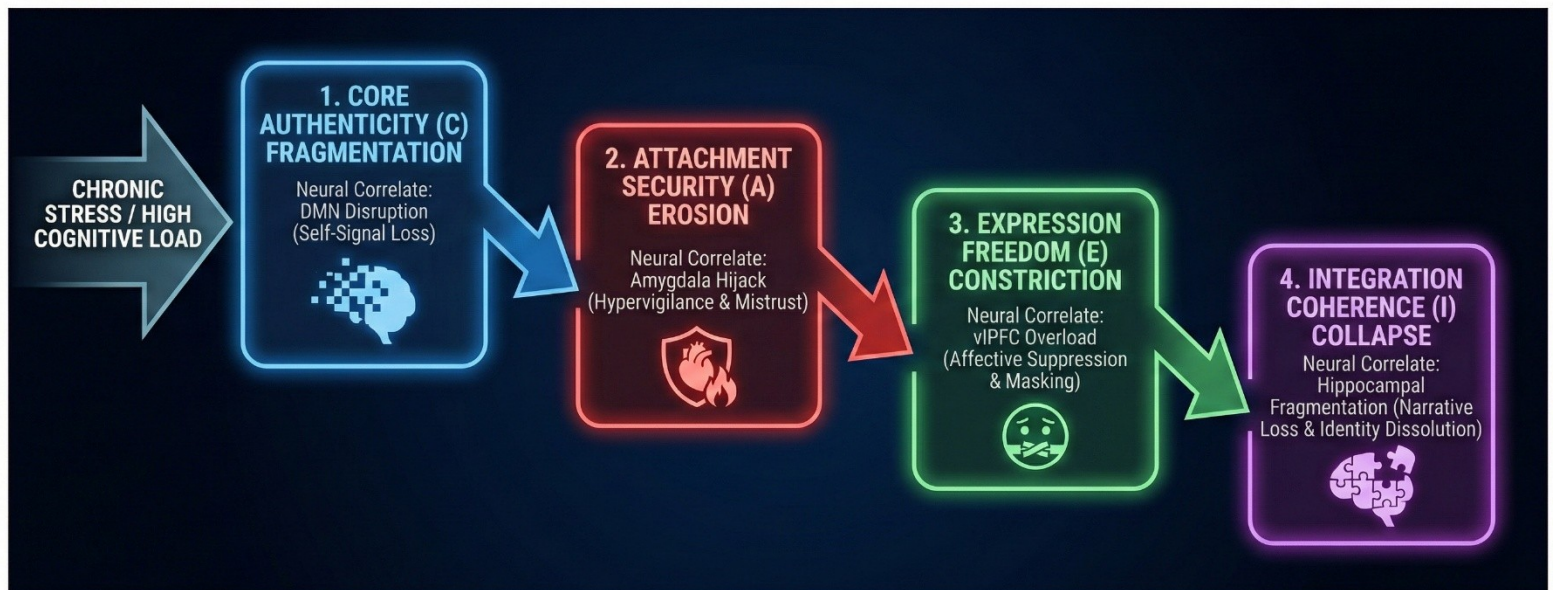 CHRONIC
STRESS / HIGH
COGNITIVE LOAD
1. CORE
AUTHENTICITY (C)
FRAGMENTATION
Neural Correlate:
DMN Disruption
(Self-Signal Loss)
2. ATTACHMENT
SECURITY (A)
EROSION
Neural Correlate:
Amygdala Hijack
(Hypervigilance & Mistrust)
3. EXPRESSION
FREEDOM (E)
CONSTRICTION
Neural Correlate:
vlPFC Overload
(Affective Suppression
& Masking)
4. INTEGRATION
COHERENCE (I)
COLLAPSE
Neural Correlate:
Hippocampal
Fragmentation (Narrative
Loss & Identity Dissolution)